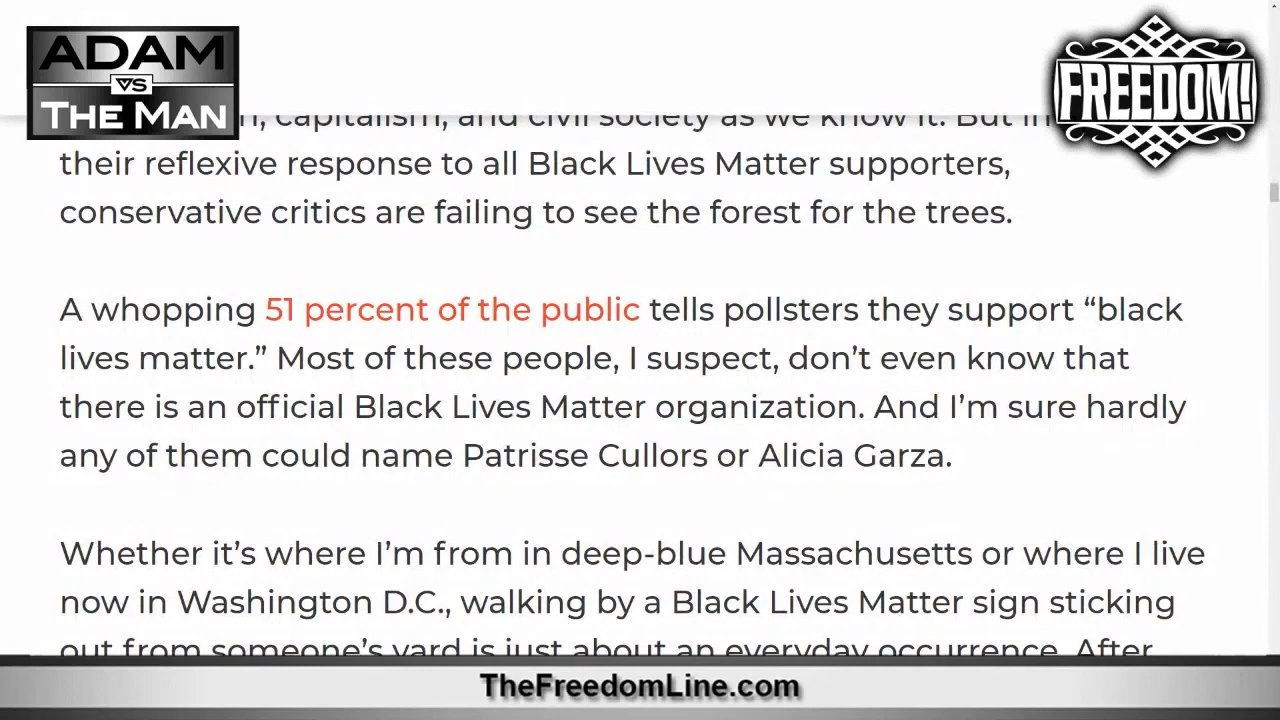 ADAM
VS
THE MAN
FREEDOM!
, capitalism, and civil society as we know it. But in
their reflexive response to all Black Lives Matter supporters,
conservative critics are failing to see the forest for the trees.
A whopping 51 percent of the public tells pollsters they support “black
lives matter.” Most of these people, I suspect, don’t even know that
there is an official Black Lives Matter organization. And I’m sure hardly
any of them could name Patrisse Cullors or Alicia Garza.
Whether it’s where I’m from in deep-blue Massachusetts or where I live
now in Washington D.C., walking by a Black Lives Matter sign sticking
out from someone’s yard is just about an everyday occurrence. After
TheFreedomLine.com